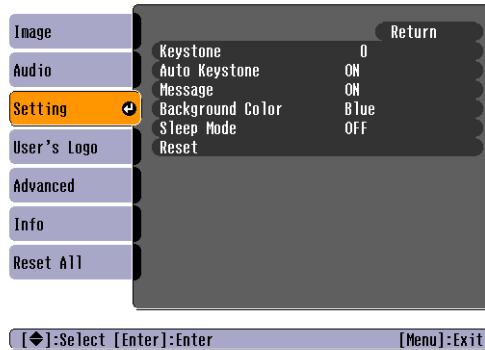 Image
Audio
Setting
User's Logo
Advanced
Info
Reset All
Return
Keystone 0
Auto Keystone ON
Message ON
Background Color Blue
Sleep Mode OFF
Reset
[◆]:Select [Enter]:Enter [Menu]:Exit